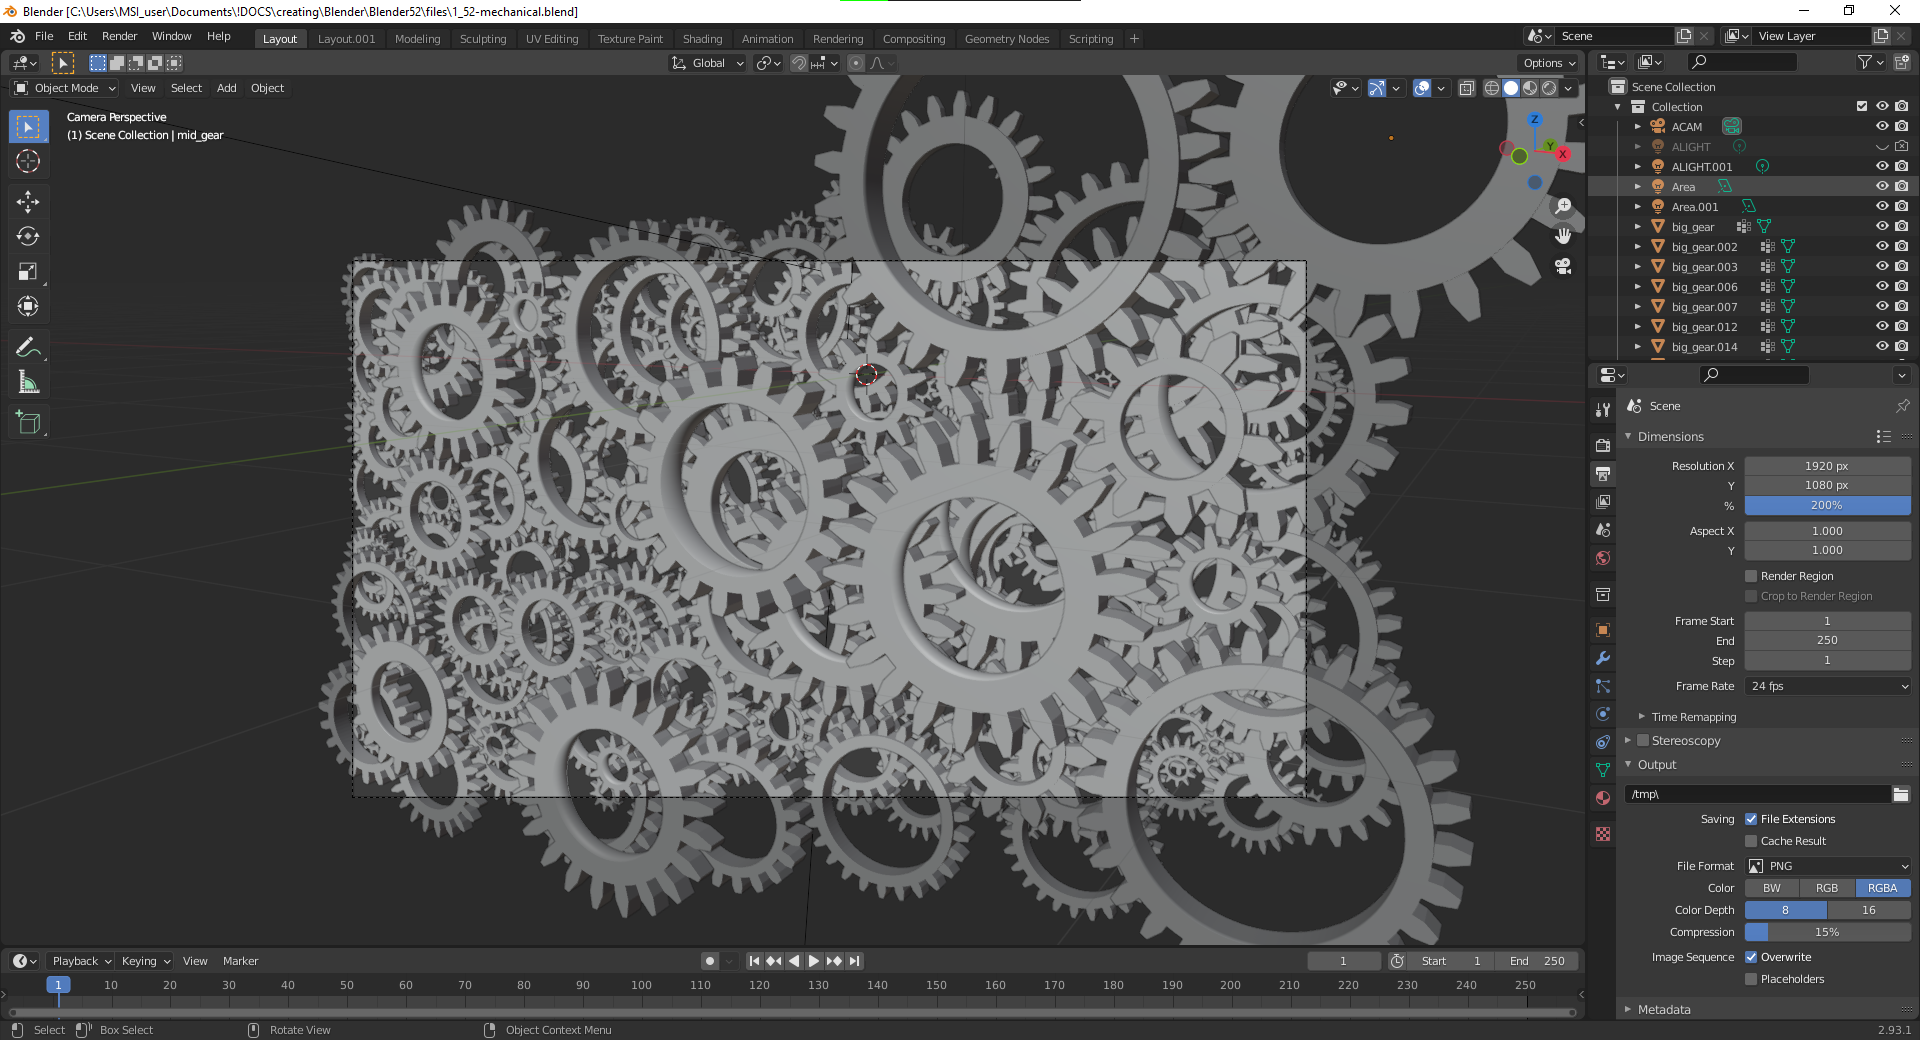 Blender [C:\Users\MSI_user\Documents\!DOCS\creating\Blender\Blender52\files\1_52-mechanical.blend]
File Edit Render Window Help Layout Layout.001 Modeling Sculpting UV Editing Texture Paint Shading Animation Rendering Compositing Geometry Nodes Scripting + Scene View Layer
Global Options
Object Mode View Select Add Object
Camera Perspective
(1) Scene Collection | mid_gear
Z
Y
X
Scene Collection
Collection
ACAM
ALIGHT
ALIGHT.001
Area
Area.001
big_gear
big_gear.002
big_gear.003
big_gear.006
big_gear.007
big_gear.012
big_gear.014
Scene
Dimensions
Resolution X 1920 px
Y 1080 px
% 200%
Aspect X 1.000
Y 1.000
Render Region
Crop to Render Region
Frame Start 1
End 250
Step 1
Frame Rate 24 fps
Time Remapping
Stereoscopy
Output
/tmp\
Saving File Extensions
Cache Result
File Format PNG
Color BW RGB RGBA
Color Depth 8 16
Compression 15%
Image Sequence Overwrite
Placeholders
Metadata
Playback Keying View Marker 1 Start 1 End 250
1 10 20 30 40 50 60 70 80 90 100 110 120 130 140 150 160 170 180 190 200 210 220 230 240 250
Select Box Select Rotate View Object Context Menu 2.93.1